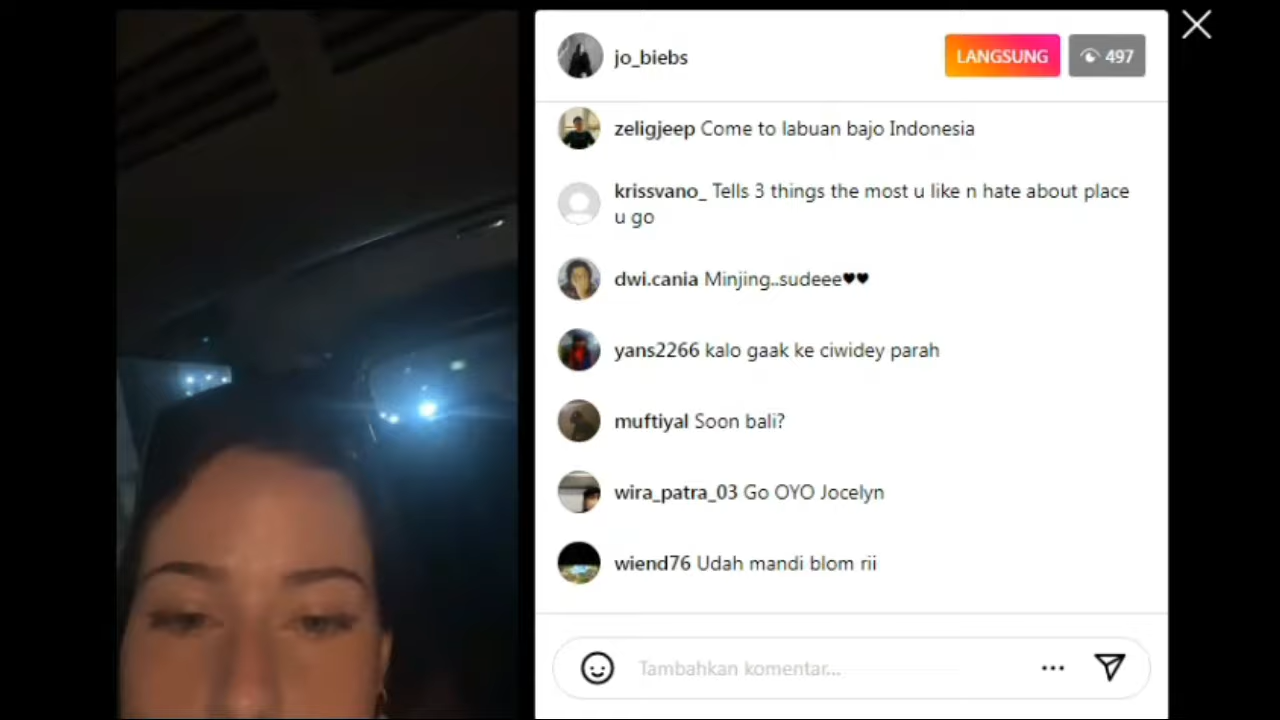 jo_biebs
LANGSUNG
497
zeligjeep Come to labuan bajo Indonesia
krissvano_ Tells 3 things the most u like n hate about place
u go
dwi.cania Minjing..sudeee♥♥
yans2266 kalo gaak ke ciwidey parah
muftiyal Soon bali?
wira_patra_03 Go OYO Jocelyn
wiend76 Udah mandi blom rii
Tambahkan komentar...